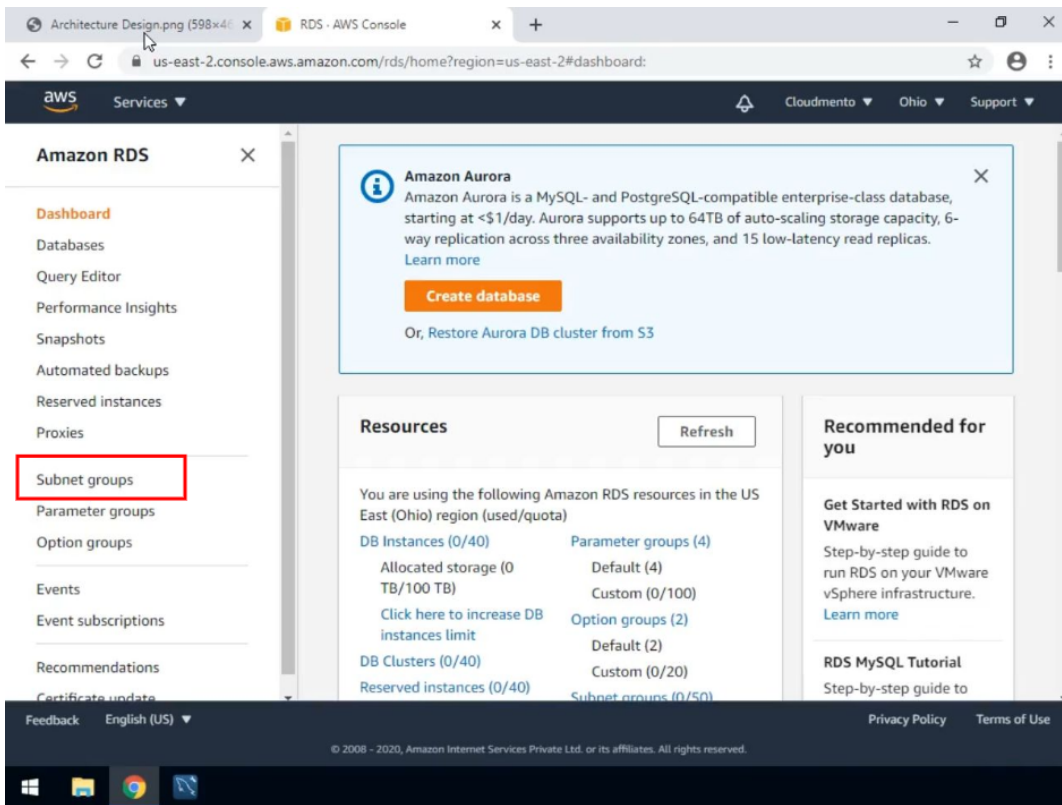 Architecture Design.png (598×46
RDS · AWS Console
us-east-2.console.aws.amazon.com/rds/home?region=us-east-2#dashboard:
aws
Services ▼
Cloudmento ▼
Ohio ▼
Support ▼
Amazon RDS
Dashboard
Databases
Query Editor
Performance Insights
Snapshots
Automated backups
Reserved instances
Proxies
Subnet groups
Parameter groups
Option groups
Events
Event subscriptions
Recommendations
Certificate update
Amazon Aurora
Amazon Aurora is a MySQL- and PostgreSQL-compatible enterprise-class database,
starting at <$1/day. Aurora supports up to 64TB of auto-scaling storage capacity, 6-
way replication across three availability zones, and 15 low-latency read replicas.
Learn more
Create database
Or, Restore Aurora DB cluster from S3
Resources
Refresh
You are using the following Amazon RDS resources in the US
East (Ohio) region (used/quota)
DB Instances (0/40)
Allocated storage (0
TB/100 TB)
Click here to increase DB
instances limit
DB Clusters (0/40)
Reserved instances (0/40)
Parameter groups (4)
Default (4)
Custom (0/100)
Option groups (2)
Default (2)
Custom (0/20)
Subnet groups (0/50)
Recommended for
you
Get Started with RDS on
VMware
Step-by-step guide to
run RDS on your VMware
vSphere infrastructure.
Learn more
RDS MySQL Tutorial
Step-by-step guide to
Feedback
English (US) ▼
Privacy Policy
Terms of Use
© 2008 - 2020, Amazon Internet Services Private Ltd. or its affiliates. All rights reserved.